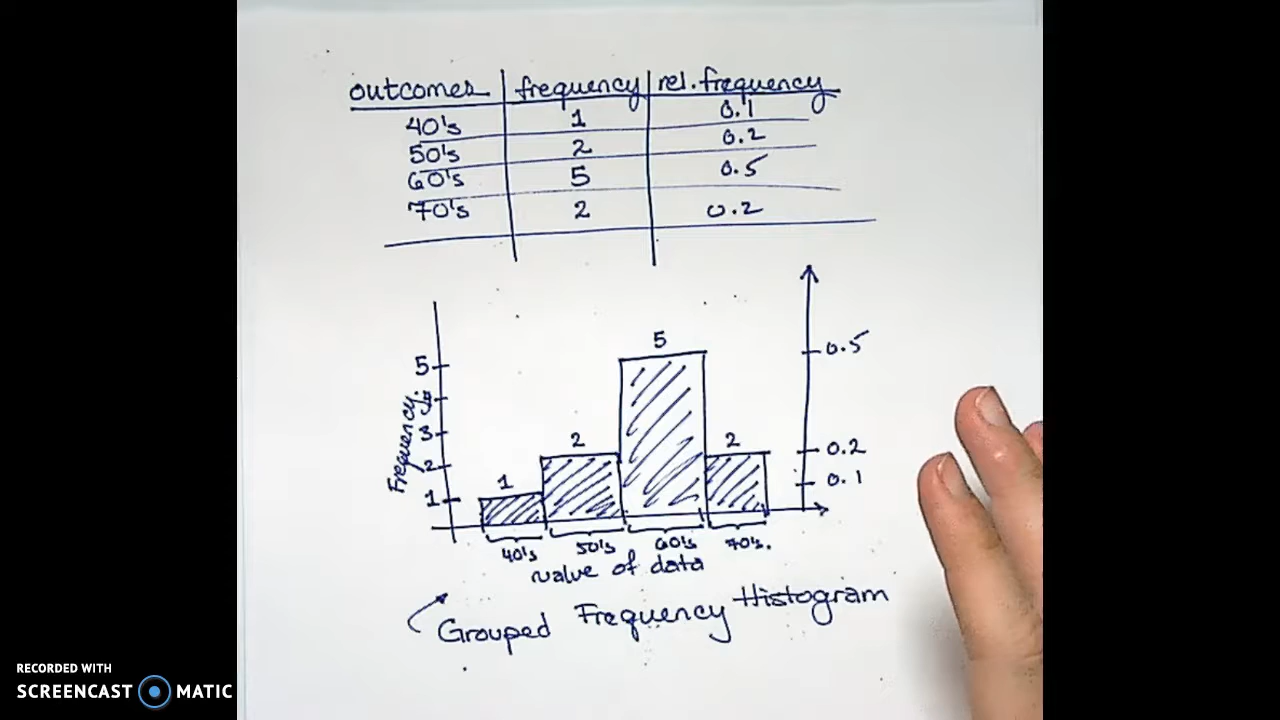 outcomes frequency rel. frequency
40's 1 0.1
50's 2 0.2
60's 5 0.5
70's 2 0.2
5
4
3
2
1
Frequency.
1 2 5 2
0.5
0.2
0.1
40's 50's 60's 70's.
value of data
Grouped Frequency Histogram
RECORDED WITH
SCREENCAST MATIC